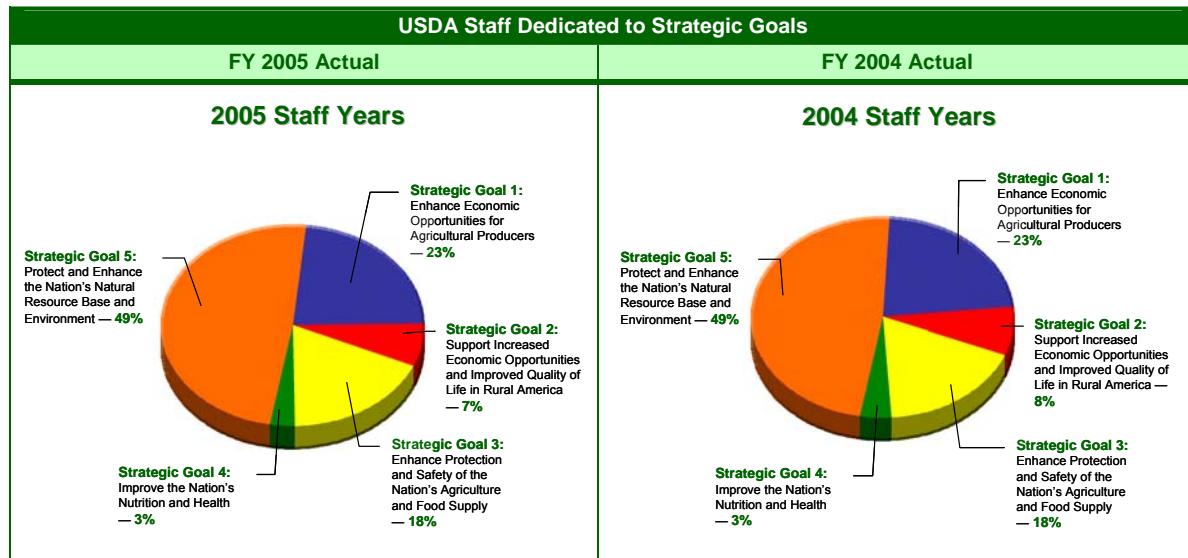 USDA Staff Dedicated to Strategic Goals
FY 2005 Actual
FY 2004 Actual
2005 Staff Years
Strategic Goal 1:
Enhance Economic
Opportunities for
Agricultural Producers
— 23%
Strategic Goal 5:
Protect and Enhance
the Nation's Natural
Resource Base and
Environment — 49%
Strategic Goal 2:
Support Increased
Economic Opportunities
and Improved Quality of
Life in Rural America
— 7%
Strategic Goal 3:
Enhance Protection
and Safety of the
Nation's Agriculture
and Food Supply
— 18%
Strategic Goal 4:
Improve the Nation's
Nutrition and Health
— 3%
2004 Staff Years
Strategic Goal 1:
Enhance Economic
Opportunities for
Agricultural Producers
— 23%
Strategic Goal 5:
Protect and Enhance
the Nation's Natural
Resource Base and
Environment — 49%
Strategic Goal 2:
Support Increased
Economic Opportunities
and Improved Quality of
Life in Rural America —
8%
Strategic Goal 3:
Enhance Protection
and Safety of the
Nation's Agriculture
and Food Supply
— 18%
Strategic Goal 4:
Improve the Nation's
Nutrition and Health
— 3%